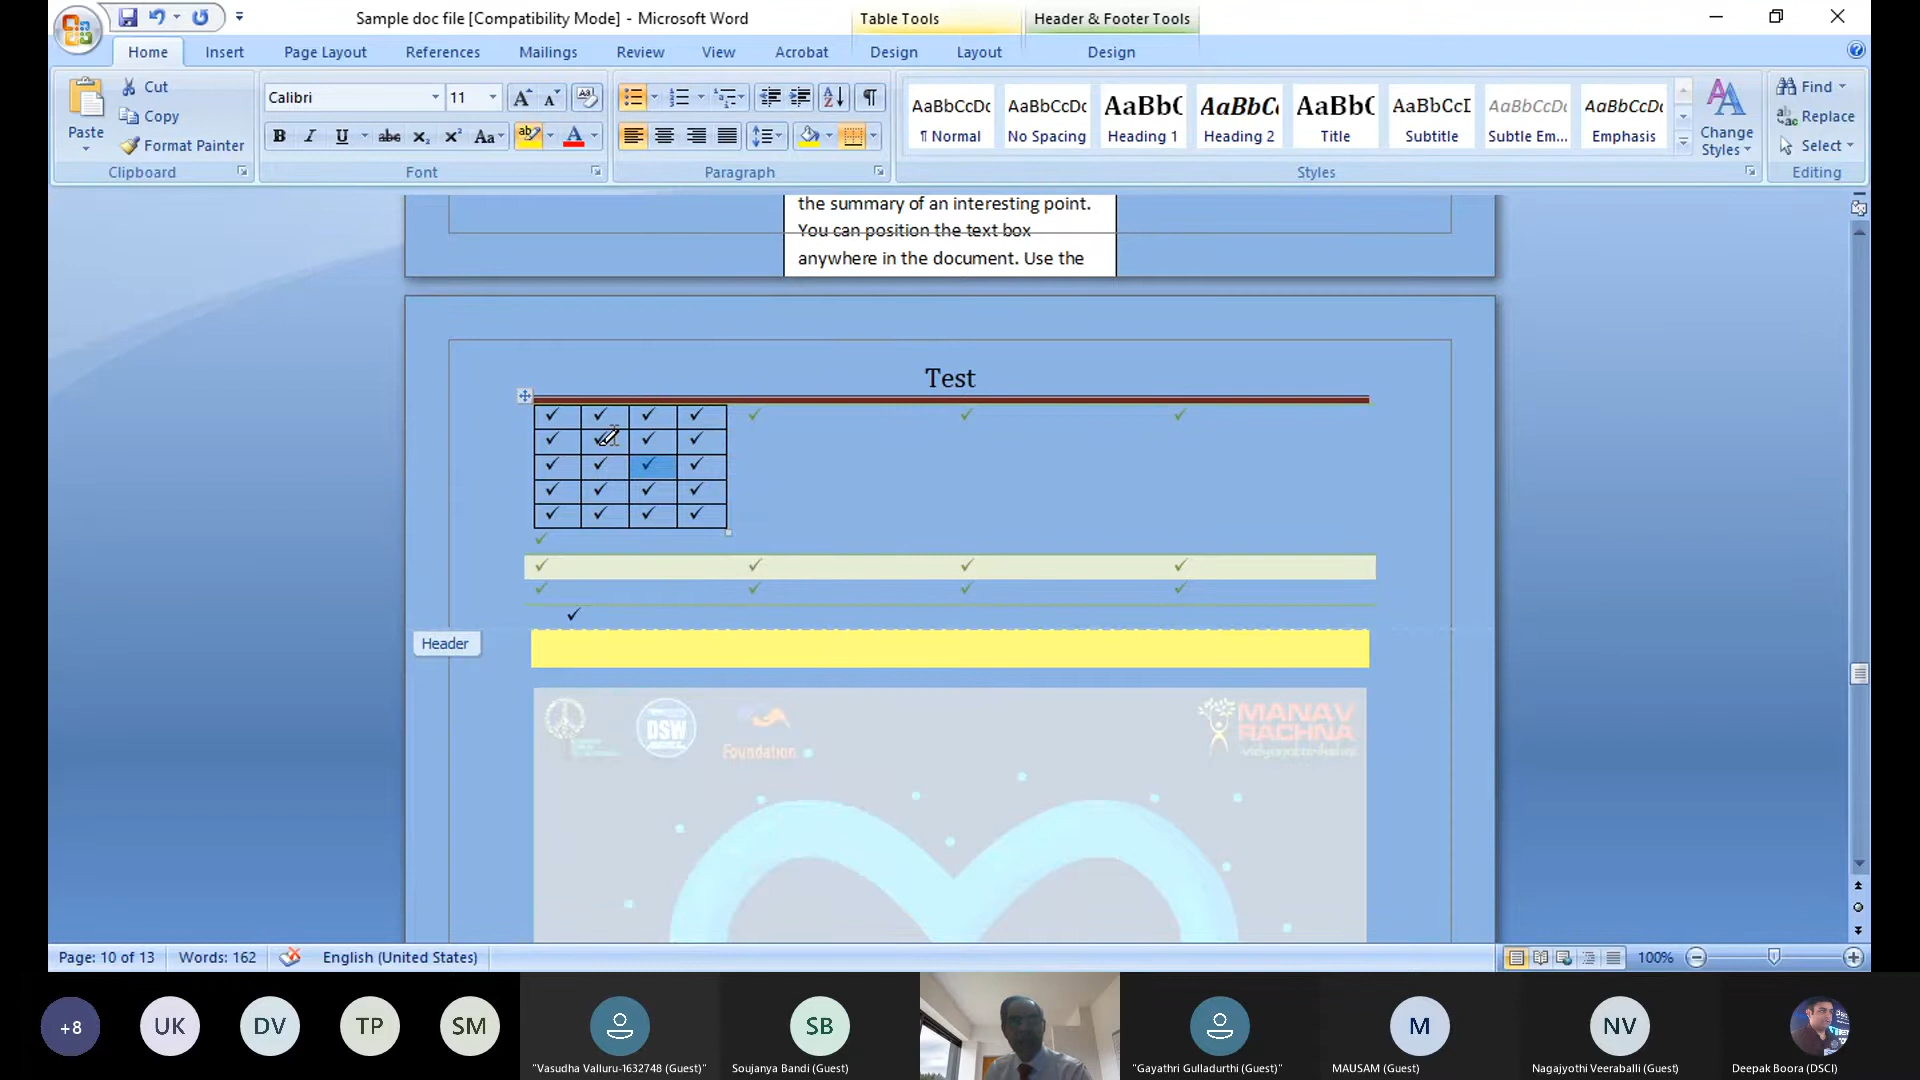 Sample doc file [Compatibility Mode] - Microsoft Word
Table Tools
Header & Footer Tools
Home
Insert
Page Layout
References
Mailings
Review
View
Acrobat
Design
Layout
Design
Paste
Cut
Copy
Format Painter
Clipboard
Calibri
11
Font
Paragraph
AaBbCcDc
¶ Normal
AaBbCcDc
No Spacing
AaBbC
Heading 1
AaBbCc
Heading 2
AaBbC
Title
AaBbCcI
Subtitle
AaBbCcDc
Subtle Em...
AaBbCcDc
Emphasis
Change
Styles
Styles
Find
Replace
Select
Editing
the summary of an interesting point.
You can position the text box
anywhere in the document. Use the
Test
Header
DSW
Foundation
MANAV
RACHNA
Page: 10 of 13
Words: 162
English (United States)
100%
+8
UK
DV
TP
SM
SB
M
NV
"Vasudha Valluru-1632748 (Guest)"
Soujanya Bandi (Guest)
"Gayathri Gulladurthi (Guest)"
MAUSAM (Guest)
Nagajyothi Veeraballi (Guest)
Deepak Boora (DSCI)